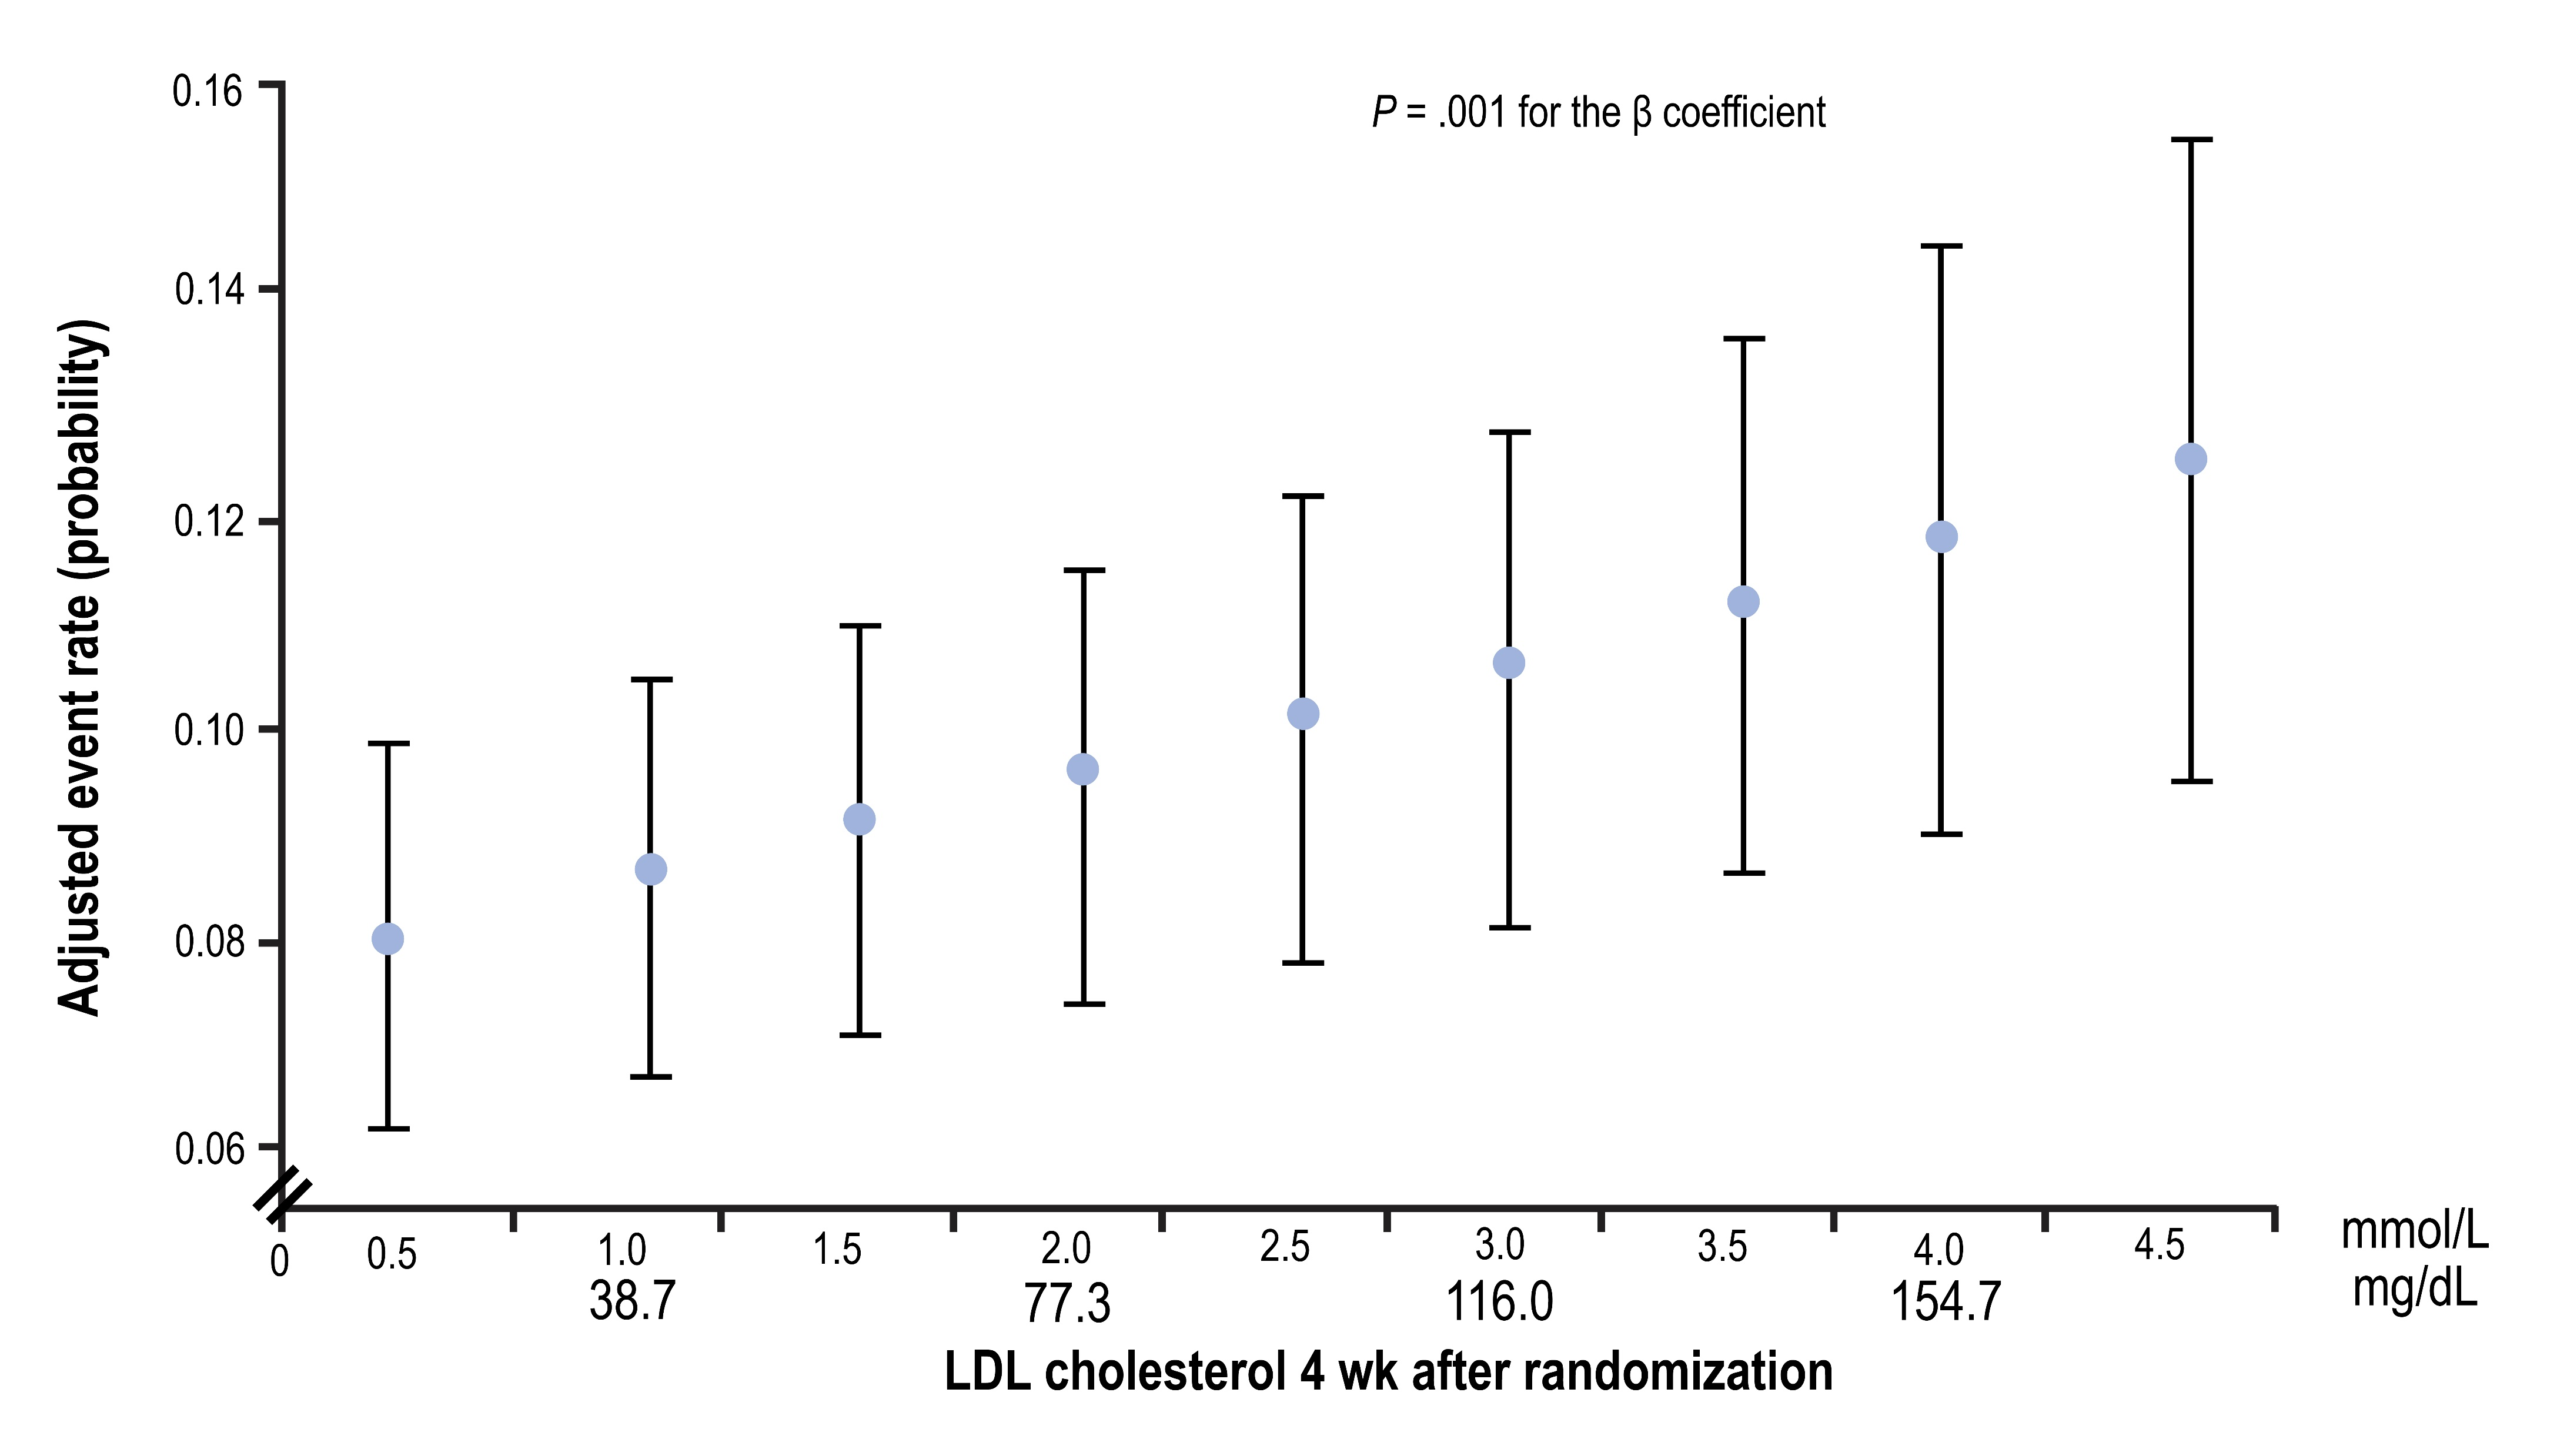 0.16
P = .001 for the β coefficient
0.14
0.12
0.10
0.08
0.06
Adjusted event rate (probability)
0 0.5 1.0 1.5 2.0 2.5 3.0 3.5 4.0 4.5 mmol/L
38.7 77.3 116.0 154.7 mg/dL
LDL cholesterol 4 wk after randomization